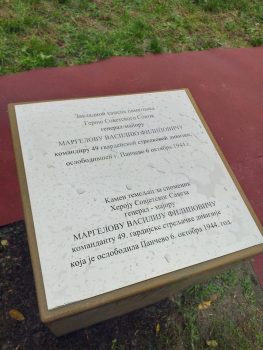 Закладной камень памятника
Герою Советского Союза
генерал-майору
МАРГЕЛОВУ ВАСИЛИЮ ФИЛИППОВИЧУ
командиру 49 гвардейской стрелковой дивизии
освободившей г. Панчево 6 октября 1944 г.
Камен темељац за споменик
Хероју Совјетског Савеза
генерал - мајору
МАРГЕЛОВУ ВАСИЛИЈУ ФИЛИПОВИЧУ
команданту 49. гардијске стрељачке дивизије
која је ослободила Панчево 6. октобра 1944. год.